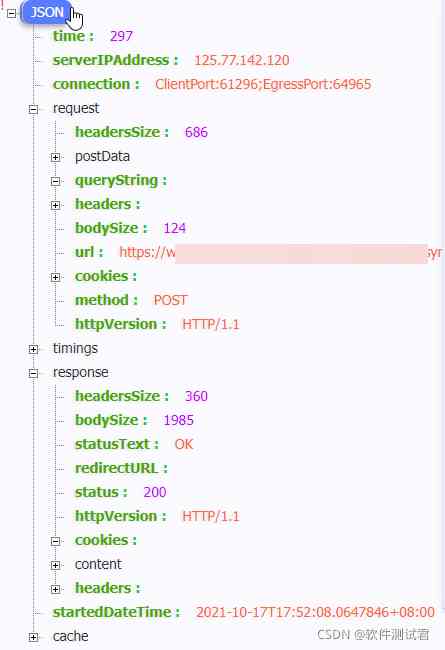 JSON
time : 297
serverIPAddress : 125.77.142.120
connection : ClientPort:61296;EgressPort:64965
request
headersSize : 686
postData
queryString :
headers :
bodySize : 124
url : https://w syr
cookies :
method : POST
httpVersion : HTTP/1.1
timings
response
headersSize : 360
bodySize : 1985
statusText : OK
redirectURL :
status : 200
httpVersion : HTTP/1.1
cookies :
content
headers :
startedDateTime : 2021-10-17T17:52:08.0647846+08:00
cache
CSDN @软件测试君